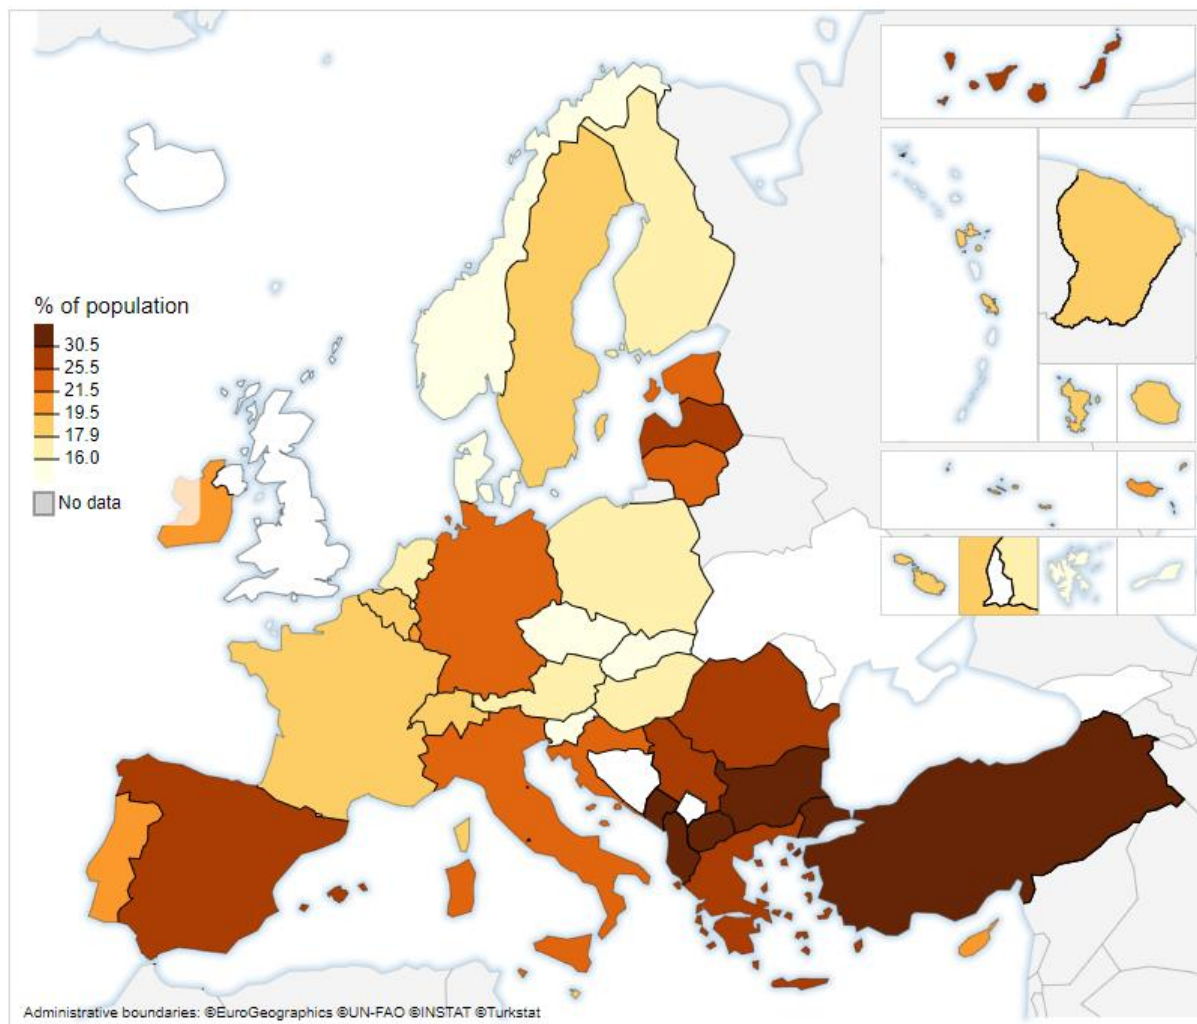 % of population
30.5
25.5
21.5
19.5
17.9
16.0
No data
Administrative boundaries: ©EuroGeographics ©UN-FAO ©INSTAT ©Turkstat